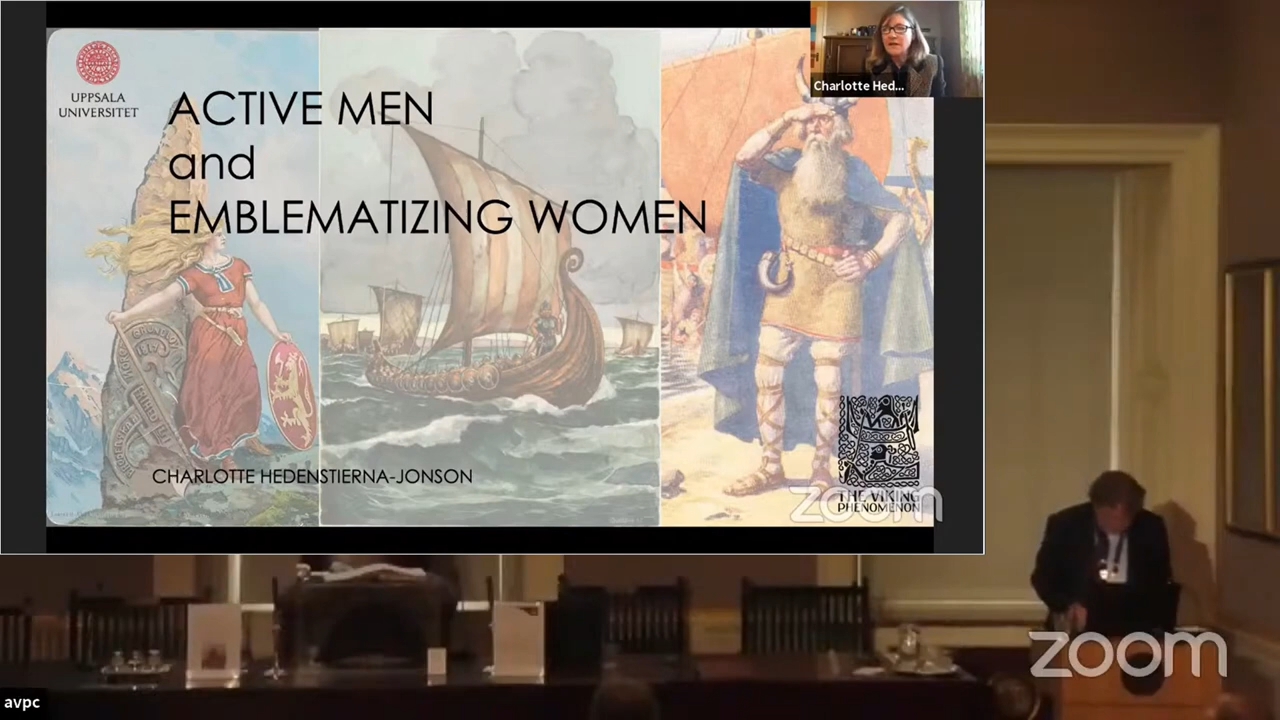 UPPSALA
UNIVERSITET
ACTIVE MEN
and
EMBLEMATIZING WOMEN
CHARLOTTE HEDENSTIERNA-JONSON
THE VIKING
PHENOMENON
zoom
Charlotte Hed...
zoom
avpc